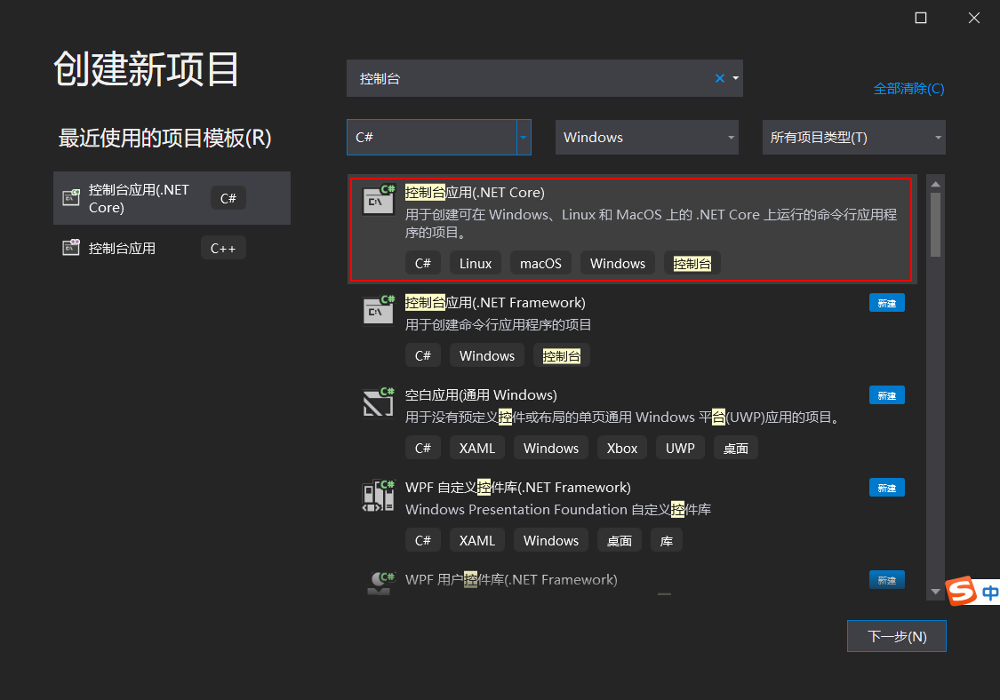 创建新项目
最近使用的项目模板(R)
控制台应用(.NET Core)
C#
控制台应用
C++
控制台
全部清除(C)
C#
Windows
所有项目类型(T)
控制台应用(.NET Core)
用于创建可在 Windows、Linux 和 MacOS 上的 .NET Core 上运行的命令行应用程
序的项目。
C# Linux macOS Windows 控制台
控制台应用(.NET Framework)
新建
用于创建命令行应用程序的项目
C# Windows 控制台
空白应用(通用 Windows)
新建
用于没有预定义控件或布局的单页通用 Windows 平台(UWP)应用的项目。
C# XAML Windows Xbox UWP 桌面
WPF 自定义控件库(.NET Framework)
新建
Windows Presentation Foundation 自定义控件库
C# XAML Windows 桌面 库
WPF 用户控件库(.NET Framework)
新建
中
下一步(N)